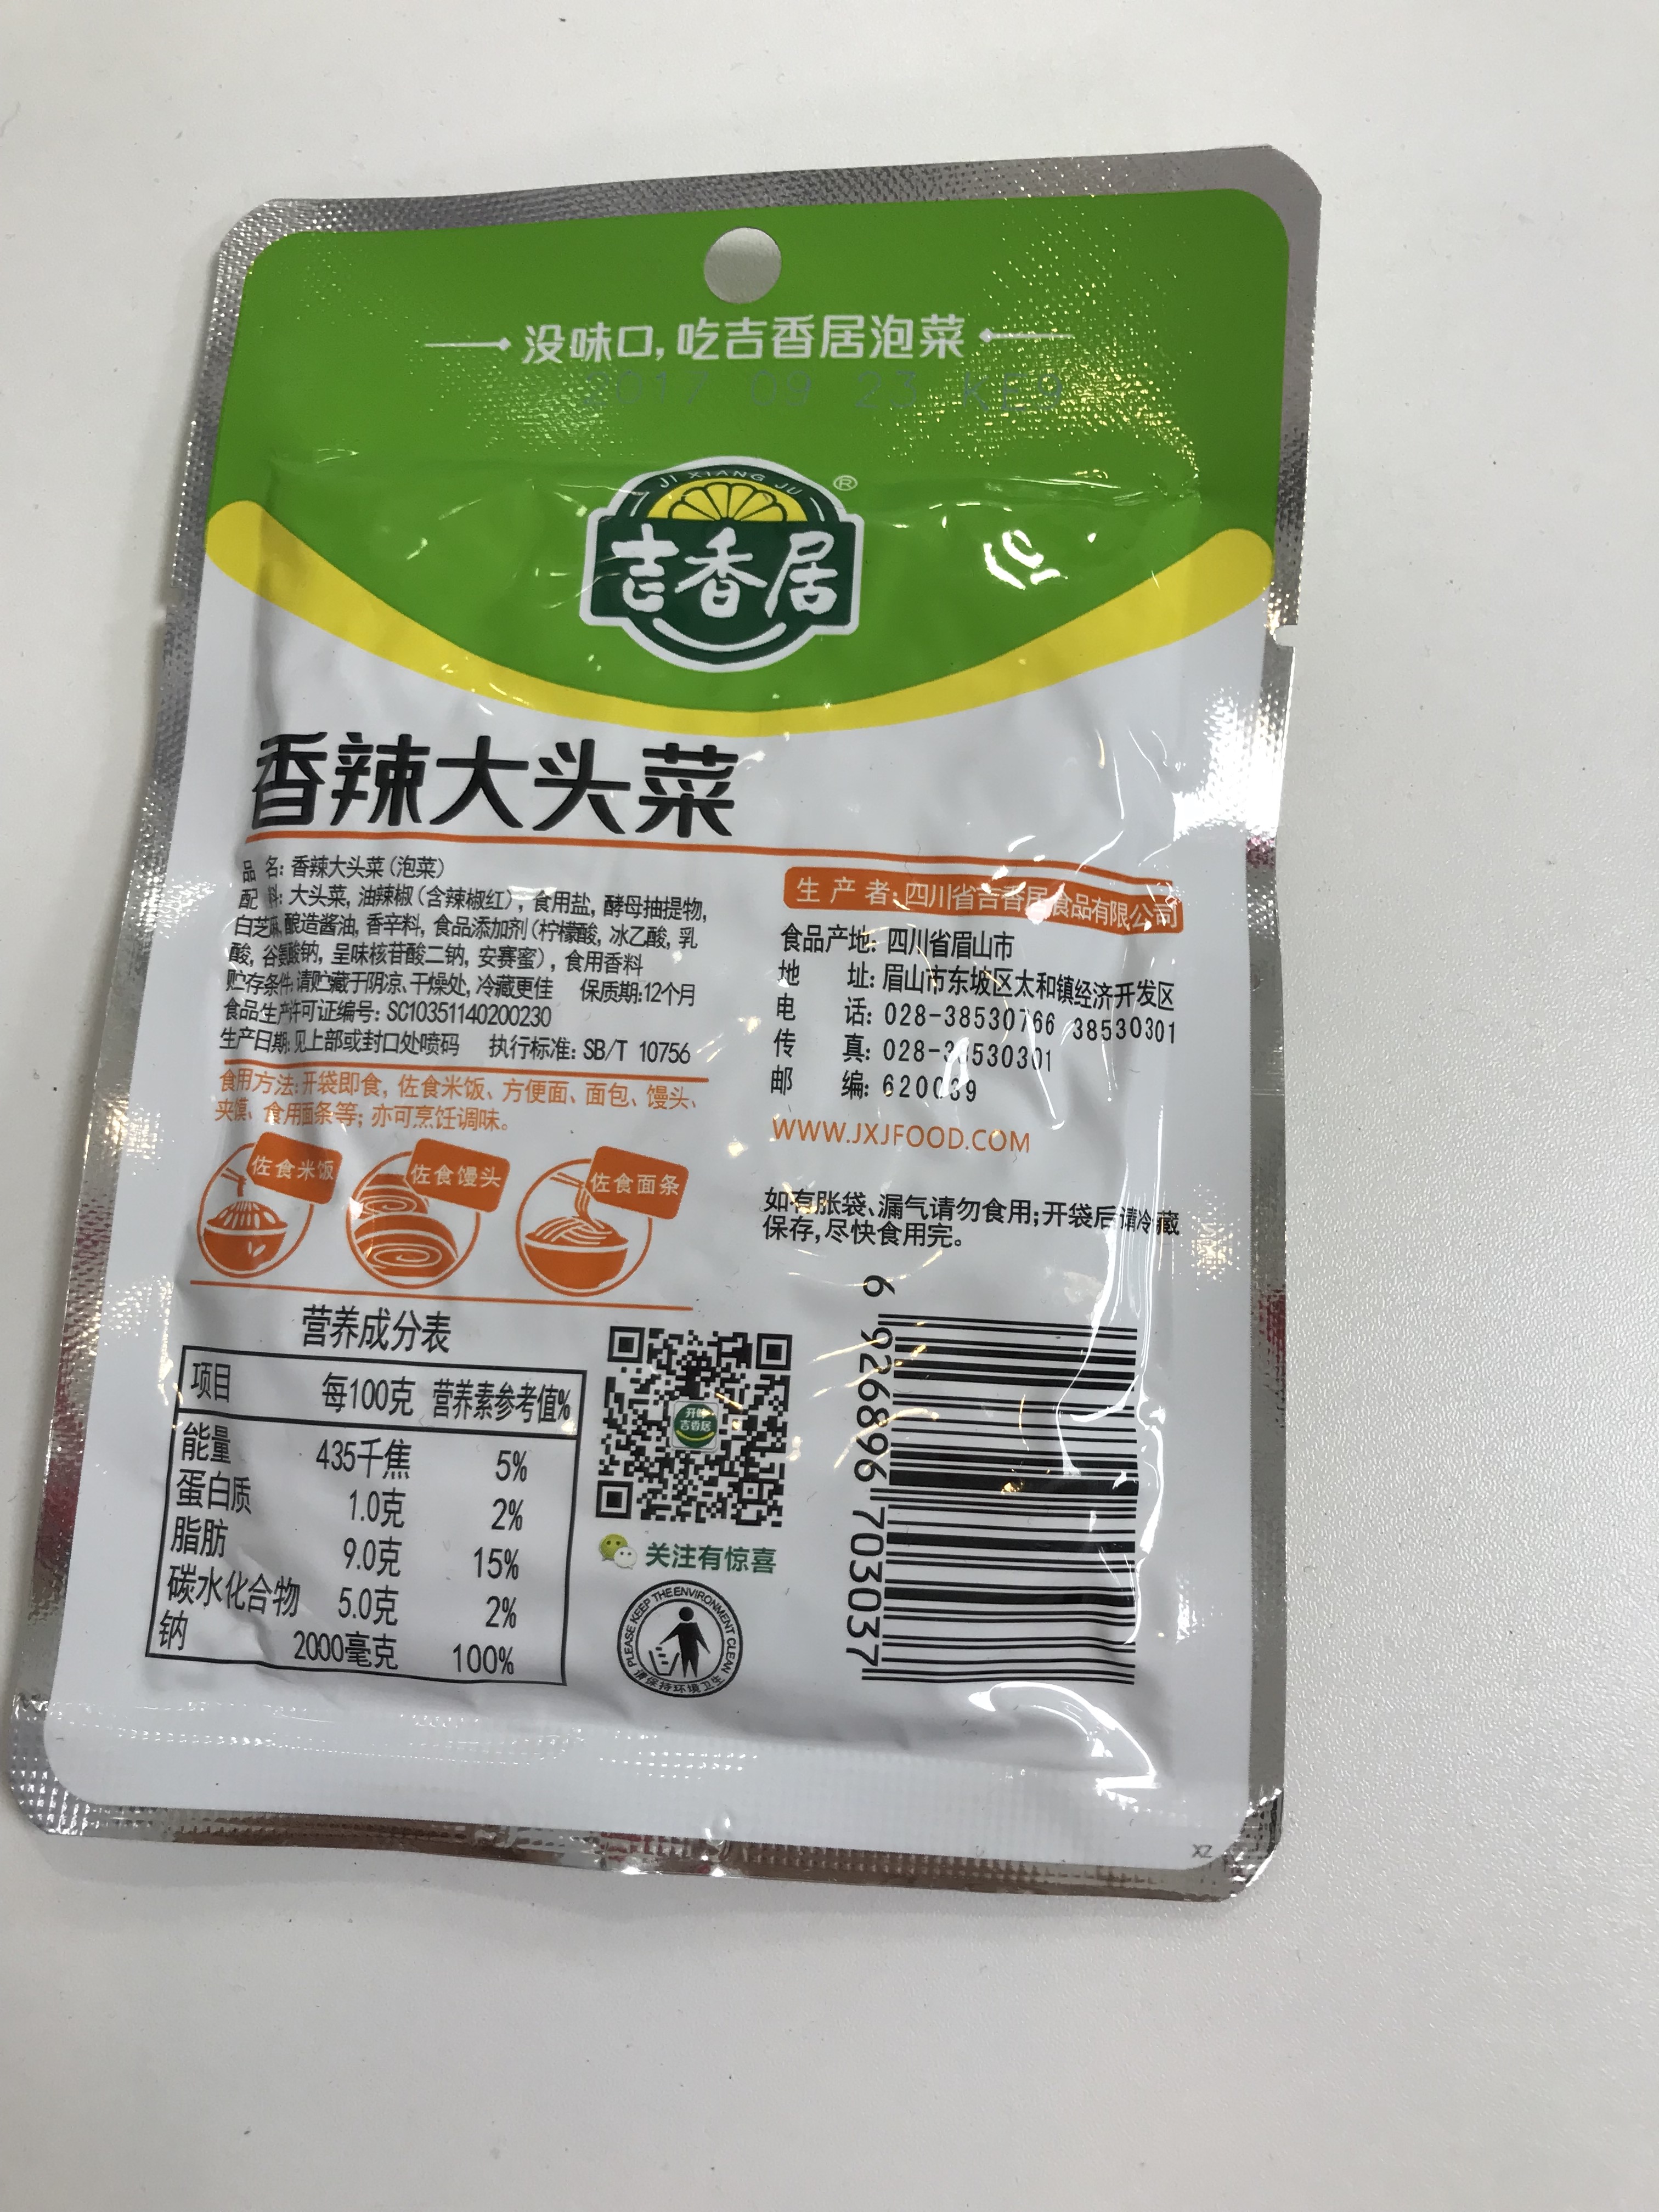 没味口,吃吉香居泡菜
2017 09 23 KE9
JI XIANG JU
®
吉香居
香辣大头菜
品 名: 香辣大头菜(泡菜)
配 料: 大头菜, 油辣椒(含辣椒红), 食用盐, 酵母抽提物,
白芝麻,酿造酱油, 香辛料, 食品添加剂(柠檬酸, 冰乙酸, 乳
酸, 谷氨酸钠, 呈味核苷酸二钠, 安赛蜜), 食用香料
贮存条件:请贮藏于阴凉、干燥处, 冷藏更佳 保质期:12个月
食品生产许可证编号: SC10351140200230
生产日期:见上部或封口处喷码 执行标准: SB/T 10756
食用方法:开袋即食, 佐食米饭、方便面、面包、馒头、
夹馍、食用面条等; 亦可烹饪调味。
佐食米饭 佐食馒头 佐食面条
生 产 者: 四川省吉香居食品有限公司
食品产地: 四川省眉山市
地 址: 眉山市东坡区太和镇经济开发区
电 话: 028-38530766 38530301
传 真: 028-38530301
邮 编: 620039
WWW.JXJFOOD.COM
如有胀袋、漏气请勿食用;开袋后请冷藏
保存,尽快食用完。
营养成分表
项目 每100克 营养素参考值%
能量 435千焦 5%
蛋白质 1.0克 2%
脂肪 9.0克 15%
碳水化合物 5.0克 2%
钠 2000毫克 100%
吉香居
关注有惊喜
PLEASE KEEP THE ENVIRONMENT CLEAN
请保持环境卫生
6 926896 703037
XZ